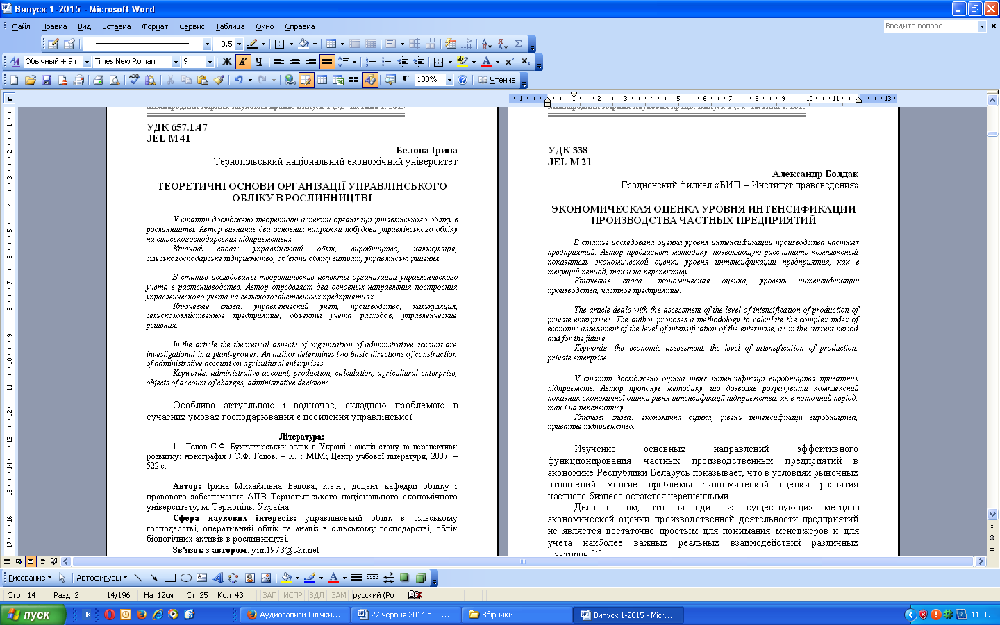 Випуск 1-2015 - Microsoft Word
Файл Правка Вид Вставка Формат Сервис Таблица Окно Справка
Введите вопрос
0,5
Обычный + 9 пт Times New Roman 9 Ж К Ч
100% Чтение
Міжнародний збірник наукових праць. Випуск 1 (3). Частина 1. 2015
УДК 657.1.47
JEL M 41
Белова Ірина
Тернопільський національний економічний університет
ТЕОРЕТИЧНІ ОСНОВИ ОРГАНІЗАЦІЇ УПРАВЛІНСЬКОГО
ОБЛІКУ В РОСЛИННИЦТВІ
У статті досліджено теоретичні аспекти організації управлінського обліку в
рослинництві. Автор визначає два основних напрямки побудови управлінського обліку
на сільськогосподарських підприємствах.
Ключові слова: управлінський облік, виробництво, калькуляція,
сільськогосподарське підприємство, об'єкти обліку витрат, управлінські рішення.
В статье исследованы теоретические аспекты организации управленческого
учета в растениеводстве. Автор определяет два основных направления построения
управленческого учета на сельскохозяйственных предприятиях.
Ключевые слова: управленческий учет, производство, калькуляция,
сельскохозяйственное предприятие, объекты учета расходов, управленческие
решения.
In the article the theoretical aspects of organization of administrative account are
investigational in a plant-grower. An author determines two basic directions of construction
of administrative account on agricultural enterprises.
Keywords: administrative account, production, calculation, agricultural enterprise,
objects of account of charges, administrative decisions.
Особливо актуальною і водночас, складною проблемою в
сучасних умовах господарювання є посилення управлінської
Література:
1. Голов С.Ф. Бухгалтерський облік в Україні : аналіз стану та перспективи
розвитку: монографія / С.Ф. Голов. – К. : МІМ; Центр учбової літератури, 2007. –
522 с.
Автор: Ірина Михайлівна Белова, к.е.н., доцент кафедри обліку і
правового забезпечення АПВ Тернопільського національного економічного
університету, м. Тернопіль, Україна.
Сфера наукових інтересів: управлінський облік в сільському
господарстві, оперативний облік та аналіз в сільському господарстві, облік
біологічних активів в рослинництві.
Зв'язок з автором: yim1973@ukr.net
УДК 338
JEL M 21
Александр Болдак
Гродненский филиал «БИП – Институт правоведения»
ЭКОНОМИЧЕСКАЯ ОЦЕНКА УРОВНЯ ИНТЕНСИФИКАЦИИ
ПРОИЗВОДСТВА ЧАСТНЫХ ПРЕДПРИЯТИЙ
В статье исследована оценка уровня интенсификации производства частных
предприятий. Автор предлагает методику, позволяющую рассчитать комплексный
показатель экономической оценки уровня интенсификации предприятия, как в
текущий период, так и на перспективу.
Ключевые слова: экономическая оценка, уровень интенсификации
производства, частное предприятие.
The article deals with the assessment of the level of intensification of production of
private enterprises. The author proposes a methodology to calculate the complex index of
economic assessment of the level of intensification of the enterprise, as in the current period
and for the future.
Keywords: the economic assessment, the level of intensification of production,
private enterprise.
У статті досліджено оцінка рівня інтенсифікації виробництва приватних
підприємств. Автор пропонує методику, що дозволяє розрахувати комплексний
показник економічної оцінки рівня інтенсифікації підприємства, як в поточний період,
так і на перспективу.
Ключові слова: економічна оцінка, рівень інтенсифікації виробництва,
приватне підприємство.
Изучение основных направлений эффективного
функционирования частных производственных предприятий в
экономике Республики Беларусь показывает, что в условиях рыночных
отношений многие проблемы экономической оценки развития
частного бизнеса остаются нерешенными.
Дело в том, что ни один из существующих методов
экономической оценки производственной деятельности предприятий
не является достаточно простым для понимания менеджеров и для
учета наиболее важных реальных взаимодействий различных
факторов [1]
Рисование Автофигуры
Стр. 14 Разд 2 14/196 На 12см Ст 25 Кол 43 ЗАП ИСПР ВДЛ ЗАМ русский (Ро
пуск UK Аудиозаписи Лілічки... 27 червня 2014 р. - ... Збірники Випуск 1-2015 - Micr... 11:09